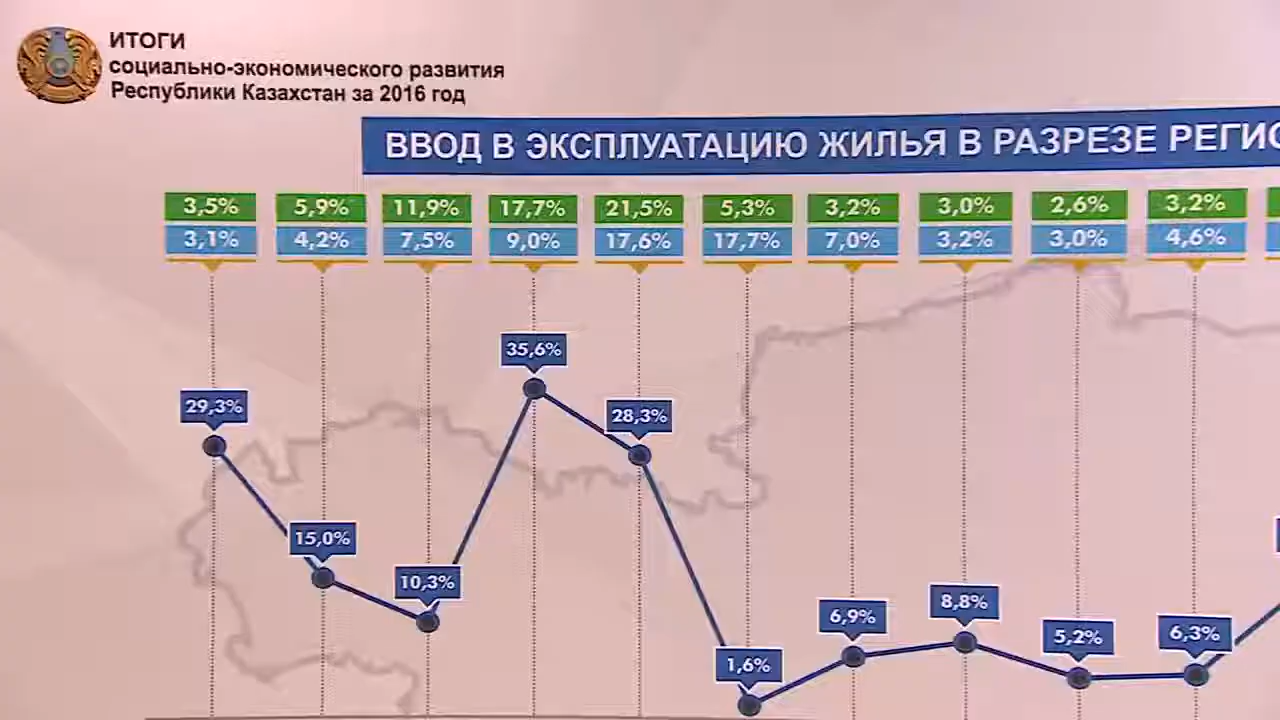 ИТОГИ
социально-экономического развития
Республики Казахстан за 2016 год
ВВОД В ЭКСПЛУАТАЦИЮ ЖИЛЬЯ В РАЗРЕЗЕ РЕГИО
3,5% 5,9% 11,9% 17,7% 21,5% 5,3% 3,2% 3,0% 2,6% 3,2%
3,1% 4,2% 7,5% 9,0% 17,6% 17,7% 7,0% 3,2% 3,0% 4,6%
35,6%
29,3%
28,3%
15,0%
10,3%
8,8%
6,9%
6,3%
5,2%
1,6%